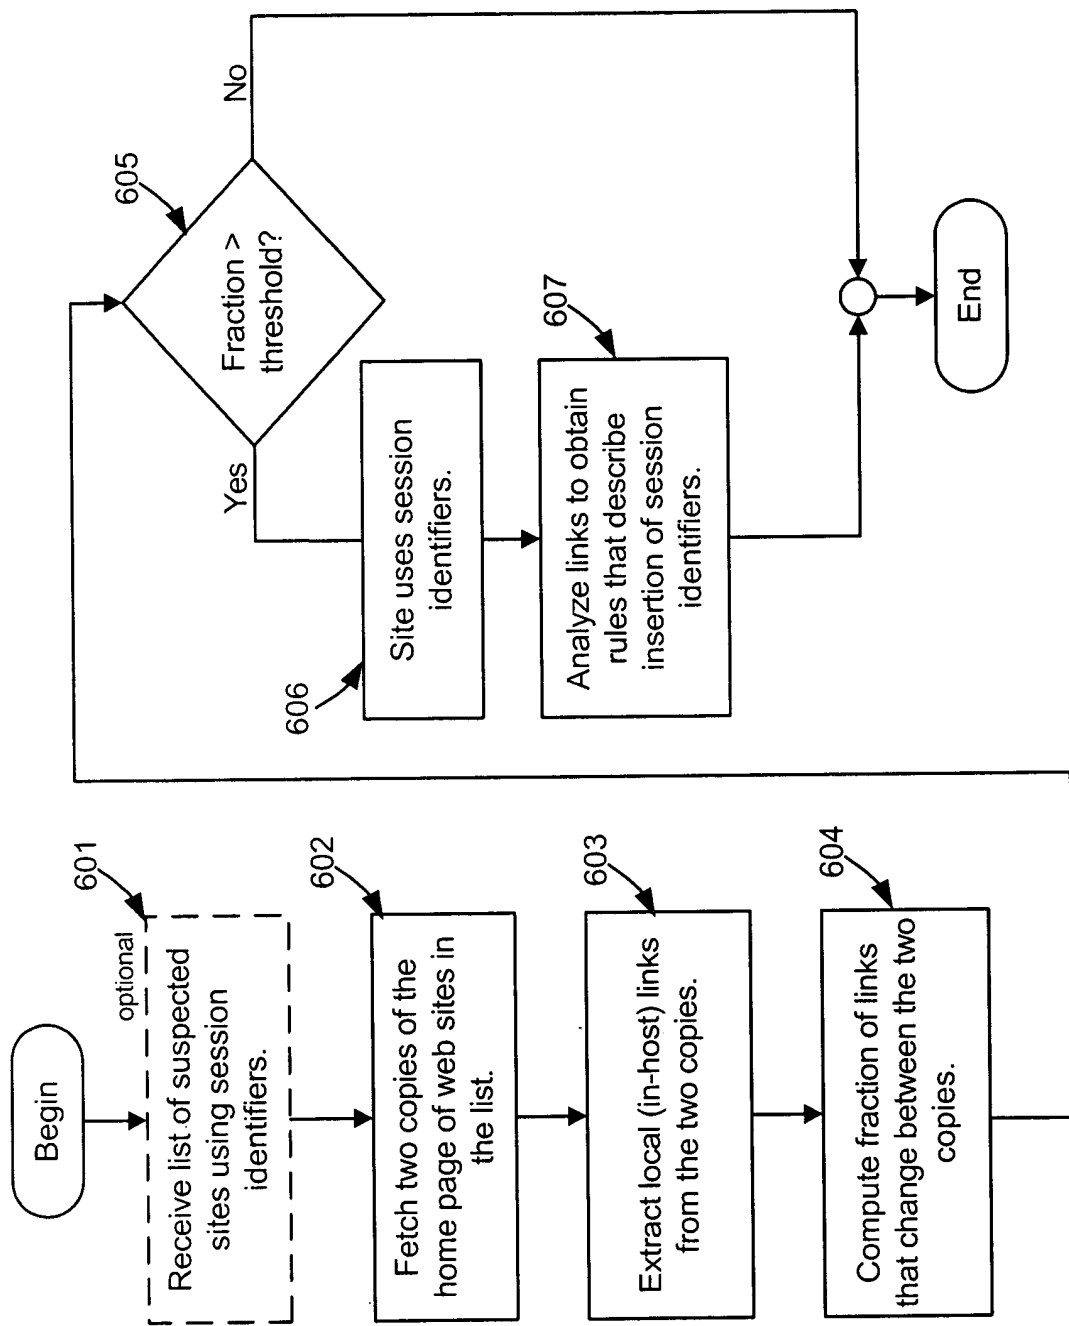 Begin
optional
601
Receive list of suspected
sites using session
identifiers.
602
Fetch two copies of the
home page of web sites in
the list.
603
Extract local (in-host) links
from the two copies.
604
Compute fraction of links
that change between the two
copies.
605
Fraction >
threshold?
Yes
No
606
Site uses session
identifiers.
607
Analyze links to obtain
rules that describe
insertion of session
identifiers.
End